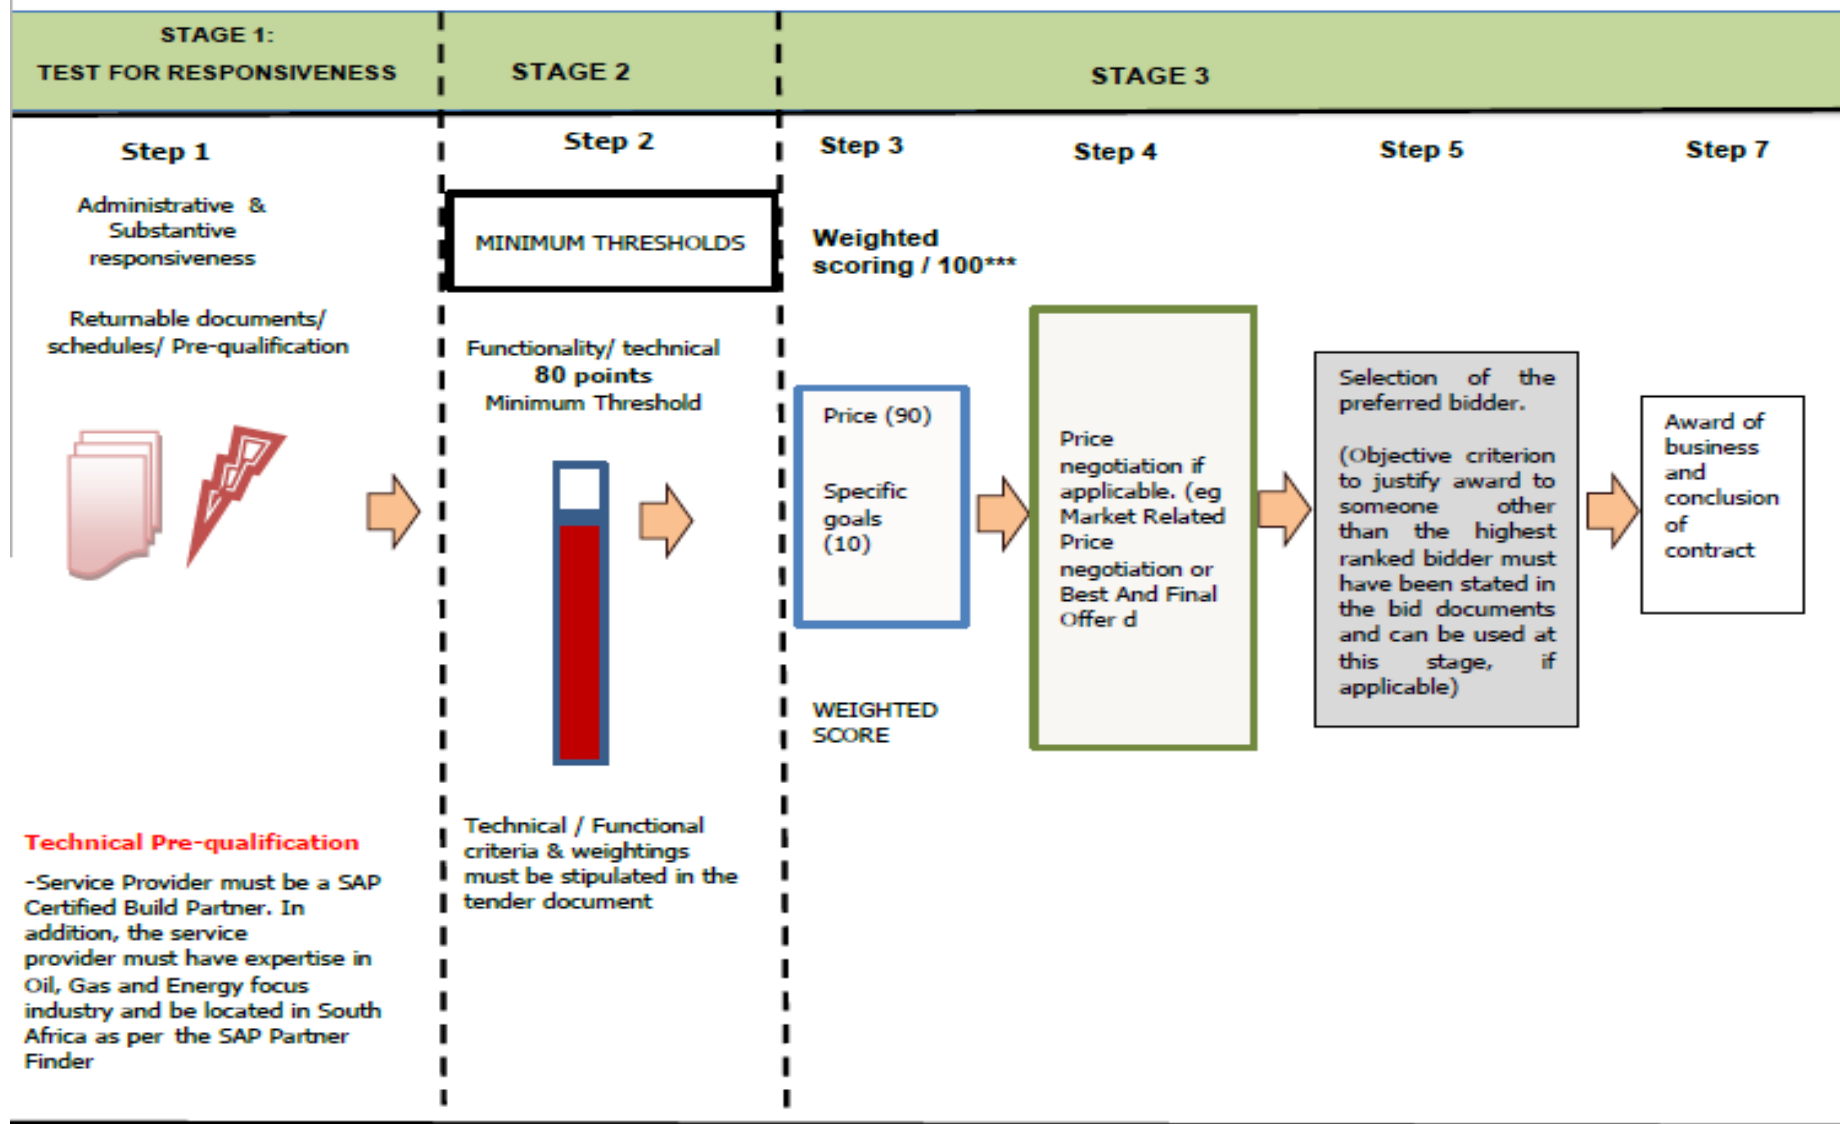 STAGE 1:
TEST FOR RESPONSIVENESS
STAGE 2
STAGE 3
Step 1
Administrative &
Substantive
responsiveness
Returnable documents/
schedules/ Pre-qualification
Technical Pre-qualification
-Service Provider must be a SAP
Certified Build Partner. In
addition, the service
provider must have expertise in
Oil, Gas and Energy focus
industry and be located in South
Africa as per the SAP Partner
Finder
Step 2
MINIMUM THRESHOLDS
Functionality/ technical
80 points
Minimum Threshold
Technical / Functional
criteria & weightings
must be stipulated in the
tender document
Step 3
Weighted
scoring / 100***
Price (90)
Specific
goals
(10)
WEIGHTED
SCORE
Step 4
Price
negotiation if
applicable. (eg
Market Related
Price
negotiation or
Best And Final
Offer d
Step 5
Selection of the
preferred bidder.
(Objective criterion
to justify award to
someone other
than the highest
ranked bidder must
have been stated in
the bid documents
and can be used at
this stage, if
applicable)
Step 7
Award of
business
and
conclusion
of
contract